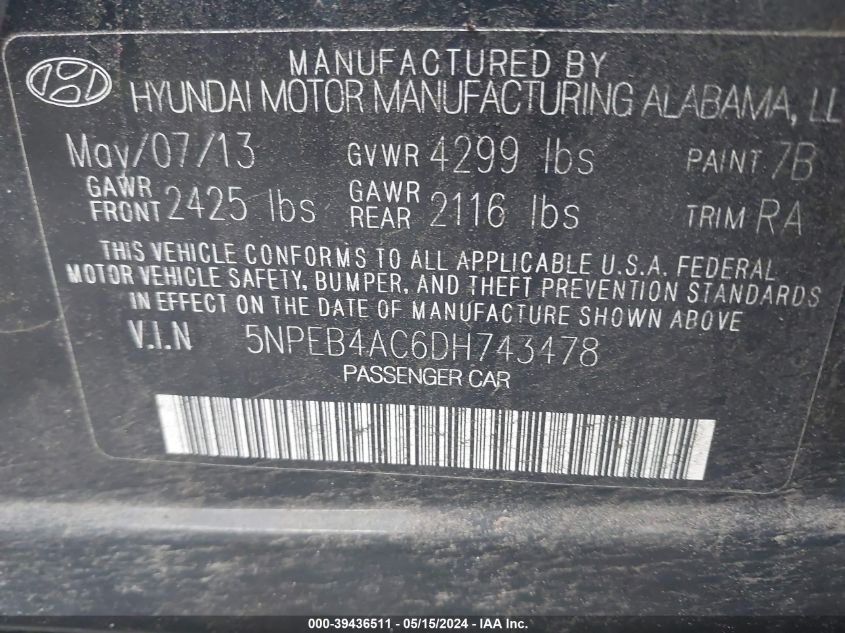 MANUFACTURED BY
HYUNDAI MOTOR MANUFACTURING ALABAMA, LL
May/07/13 GVWR 4299 lbs PAINT 7B
GAWR FRONT 2425 lbs GAWR REAR 2116 lbs TRIM RA
THIS VEHICLE CONFORMS TO ALL APPLICABLE U.S.A. FEDERAL
MOTOR VEHICLE SAFETY, BUMPER, AND THEFT PREVENTION STANDARDS
IN EFFECT ON THE DATE OF MANUFACTURE SHOWN ABOVE
V.I.N 5NPEB4AC6DH743478
PASSENGER CAR
000-39436511 - 05/15/2024 - IAA Inc.